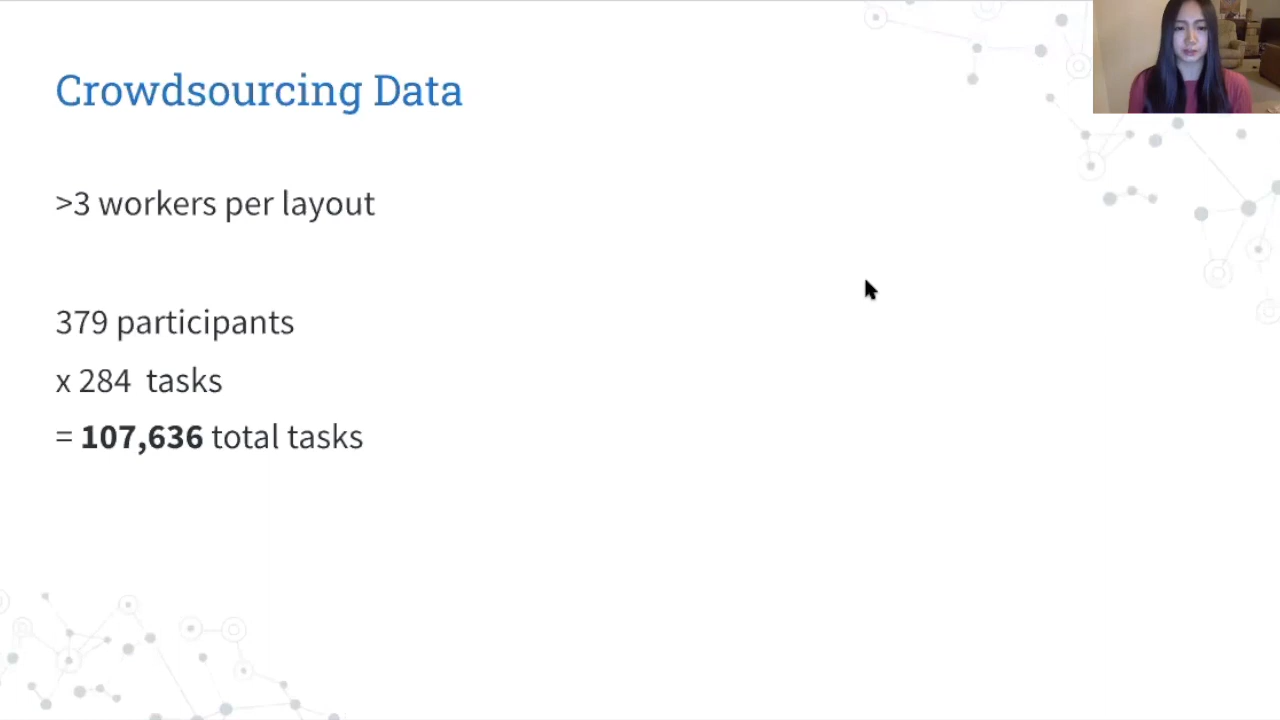 Crowdsourcing Data
>3 workers per layout
379 participants
x 284  tasks
= 107,636 total tasks